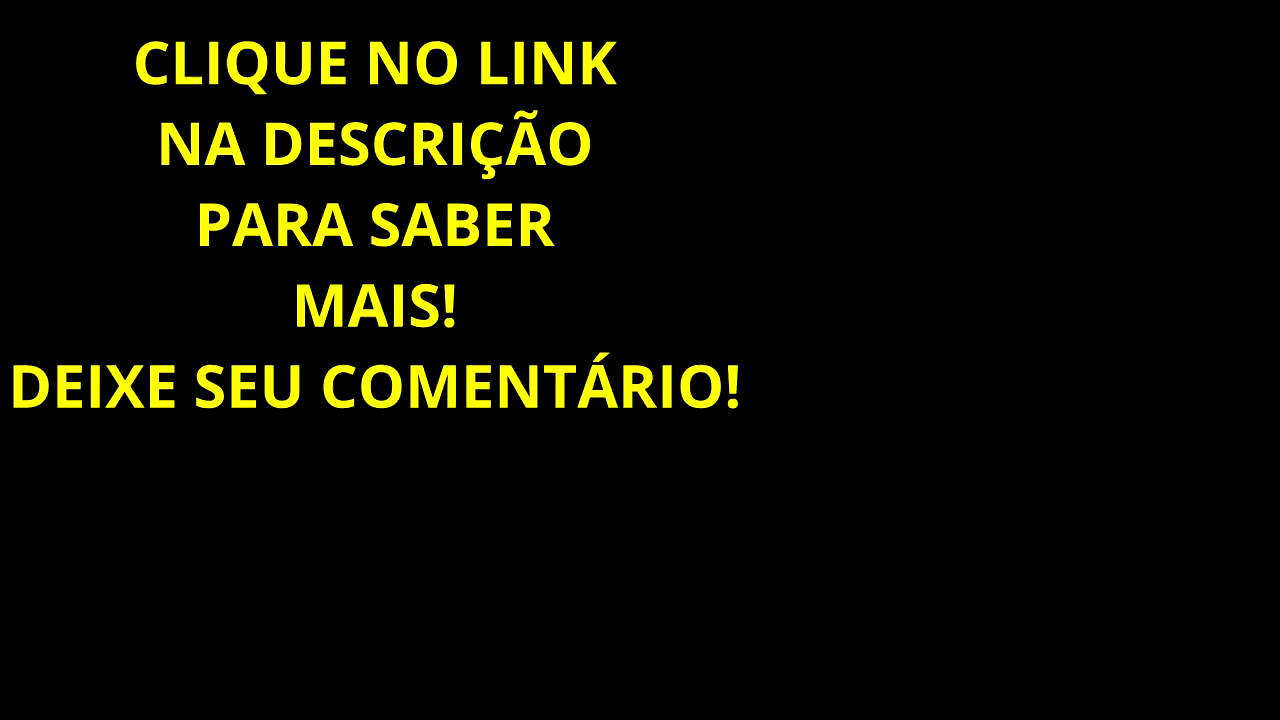 CLIQUE NO LINK
NA DESCRIÇÃO
PARA SABER
MAIS!
DEIXE SEU COMENTÁRIO!